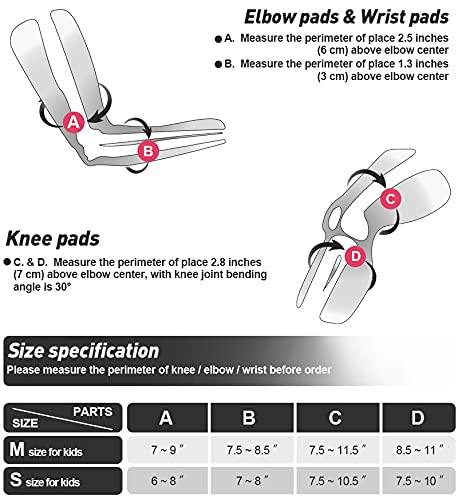 Elbow pads & Wrist pads
● A. Measure the perimeter of place 2.5 inches
(6 cm) above elbow center
● B. Measure the perimeter of place 1.3 inches
(3 cm) above elbow center
A
B
C
D
Knee pads
● C. & D. Measure the perimeter of place 2.8 inches
(7 cm) above elbow center, with knee joint bending
angle is 30°
Size specification
Please measure the perimeter of knee / elbow / wrist before order
PARTS A B C D
SIZE
M size for kids 7 ~ 9 ″ 7.5 ~ 8.5 ″ 7.5 ~ 11.5 ″ 8.5 ~ 11 ″
S size for kids 6 ~ 8 ″ 7 ~ 8 ″ 7.5 ~ 10.5 ″ 7.5 ~ 10 ″